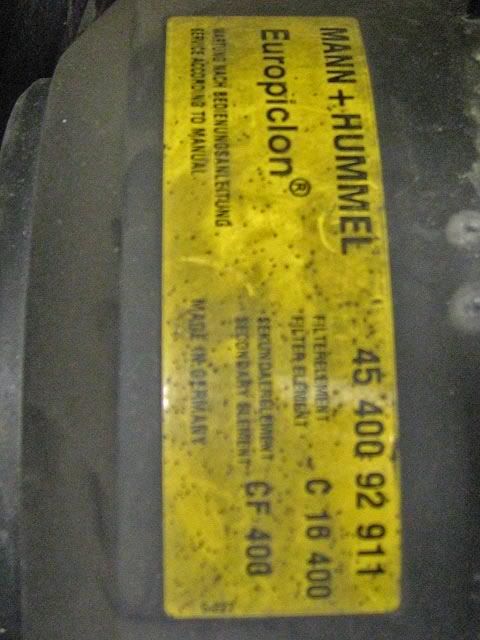 MANN + HUMMEL 45 400 92 911
Europiclon®
FILTERELEMENT
FILTER ELEMENT
C 16 400
SEKUNDAERELEMENT
SECONDARY ELEMENT
CF 400
WARTUNG NACH BEDIENUNGSANLEITUNG
SERVICE ACCORDING TO MANUAL
MADE IN GERMANY